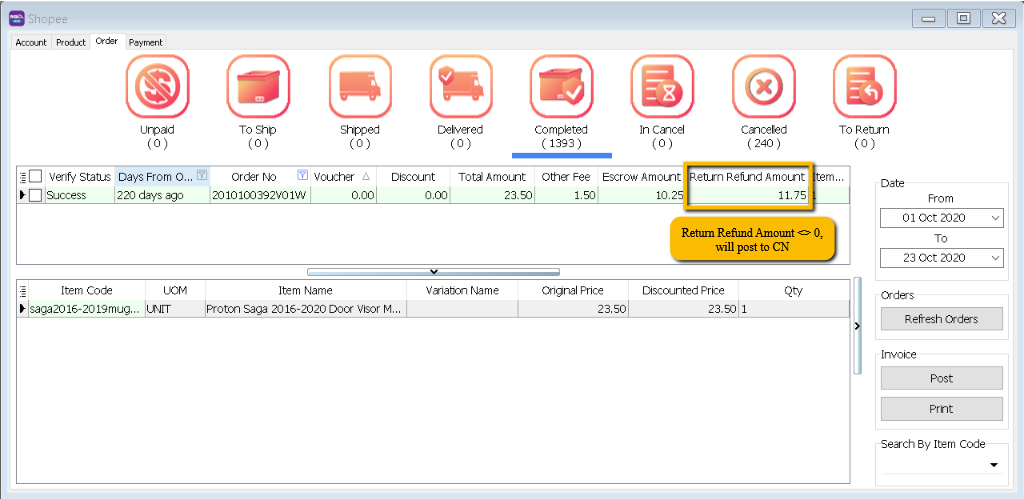 Shopee
Account Product Order Payment
Unpaid To Ship Shipped Delivered Completed In Cancel Cancelled To Return
( 0 ) ( 0 ) ( 0 ) ( 0 ) ( 1393 ) ( 0 ) ( 240 ) ( 0 )
Verify Status Days From O... Order No Voucher Discount Total Amount Other Fee Escrow Amount Return Refund Amount Item...
Success 220 days ago 2010100392V01W 0.00 0.00 23.50 1.50 10.25 11.75 1
Return Refund Amount <> 0,
will post to CN
Item Code UOM Item Name Variation Name Original Price Discounted Price Qty
saga2016-2019mug... UNIT Proton Saga 2016-2020 Door Visor M... 23.50 23.50 1
Date
From
01 Oct 2020
To
23 Oct 2020
Orders
Refresh Orders
Invoice
Post
Print
Search By Item Code